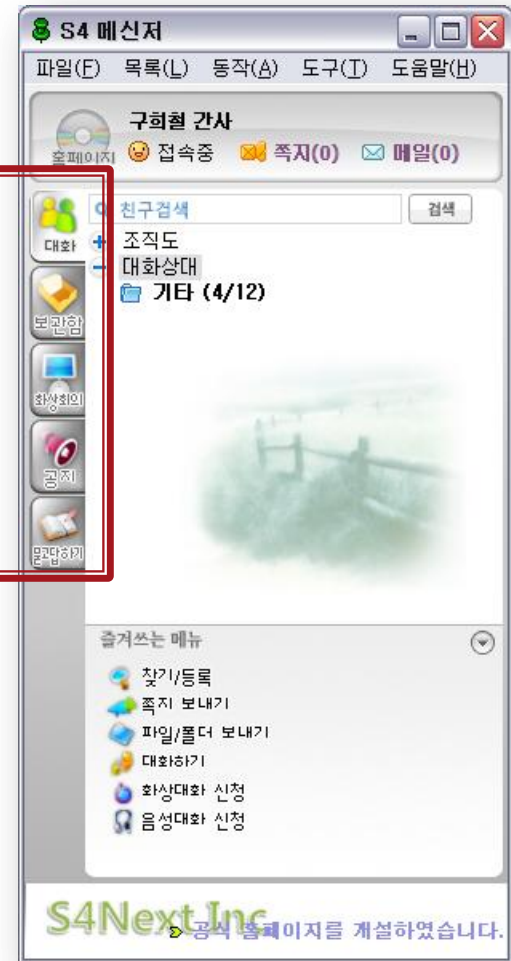 S4 메신저
파일(F) 목록(L) 동작(A) 도구(T) 도움말(H)
구희철 간사
홈페이지 접속중 쪽지(0) 메일(0)
친구검색 검색
대화
조직도
대화상대
기타 (4/12)
보관함
화상회의
공지
묻고답하기
즐겨쓰는 메뉴
찾기/등록
쪽지 보내기
파일/폴더 보내기
대화하기
화상대화 신청
음성대화 신청
S4Next Inc
공식 홈페이지를 개설하였습니다.